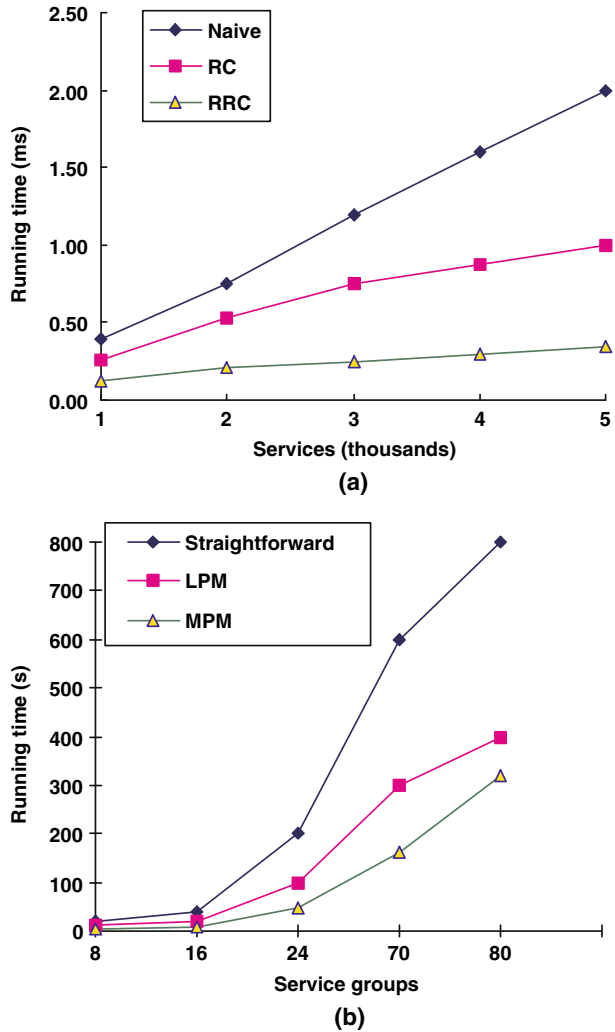 2.50
2.00
1.50
1.00
0.50
0.00
Running time (ms)
Naive
RC
RRC
1 2 3 4 5
Services (thousands)
(a)
800
700
600
500
400
300
200
100
0
Running time (s)
Straightforward
LPM
MPM
8 16 24 70 80
Service groups
(b)